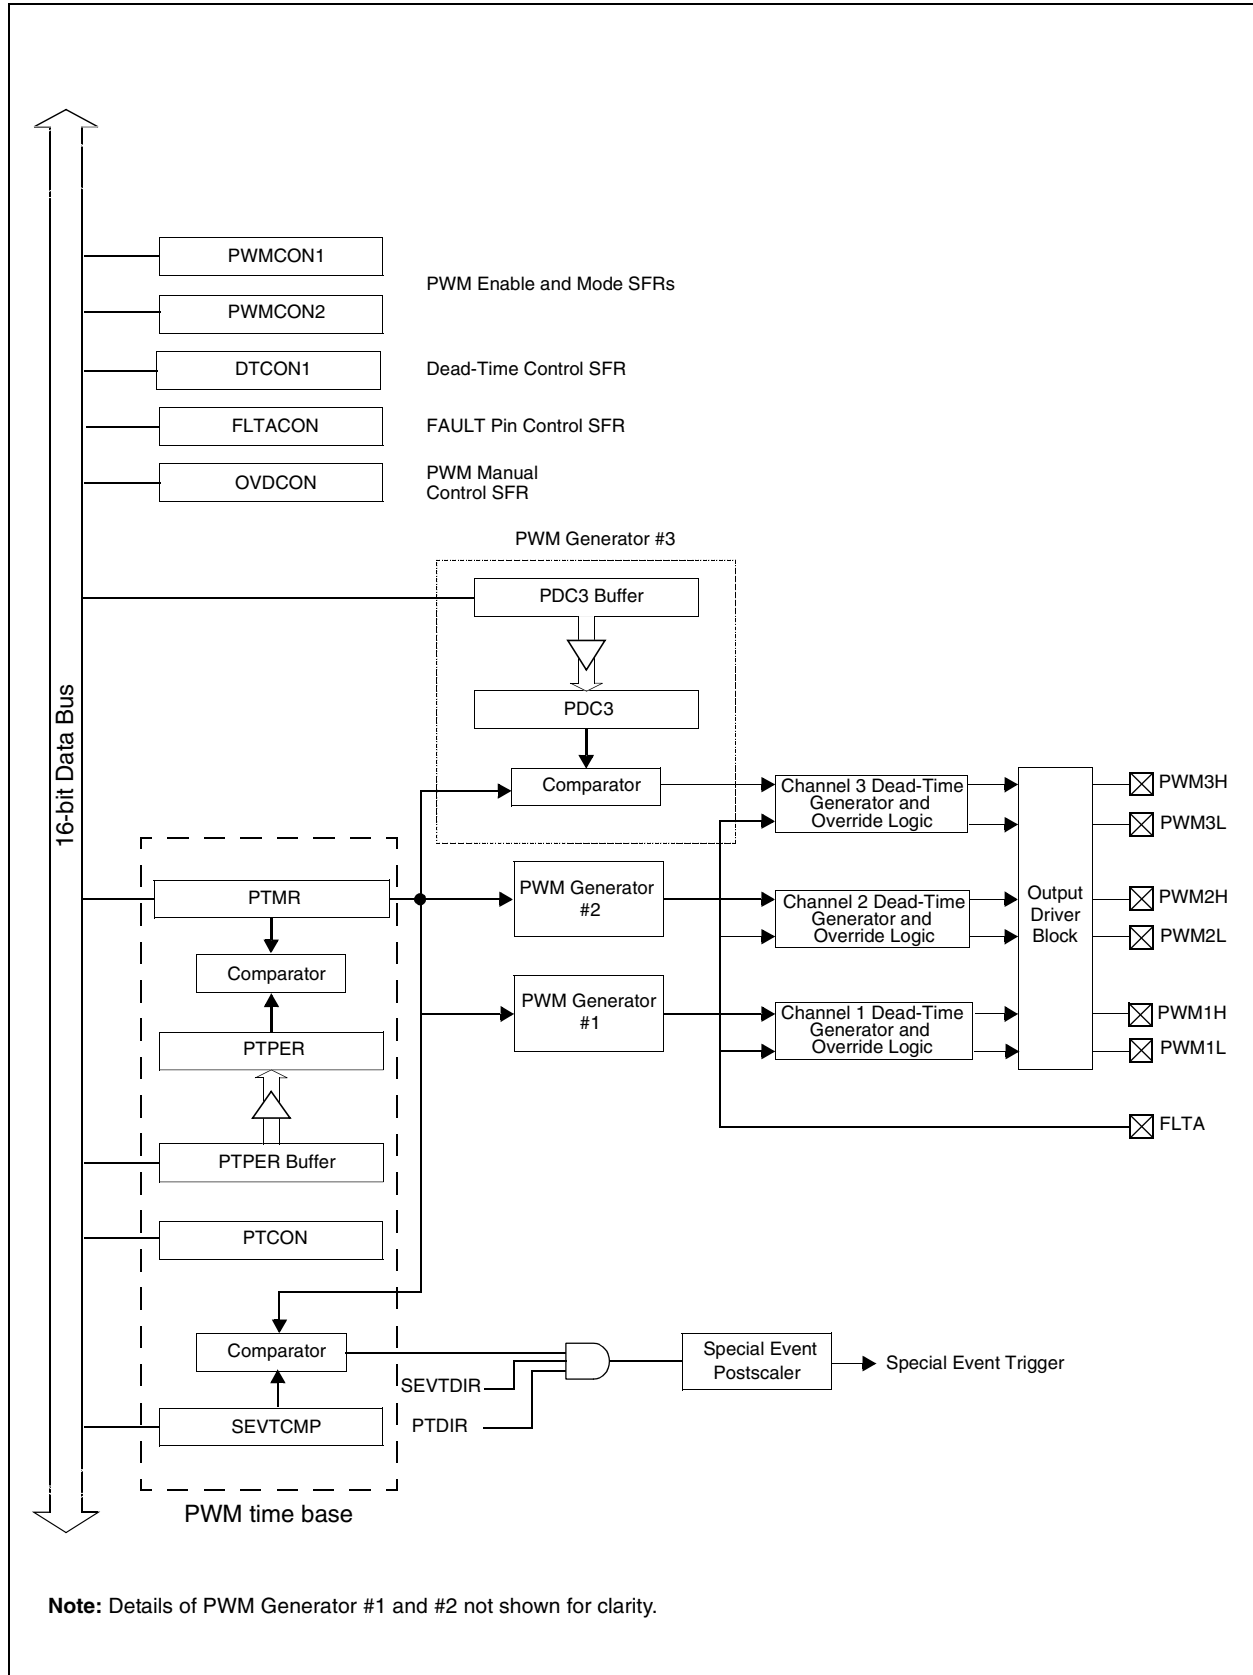 PWMCON1
PWM Enable and Mode SFRs
PWMCON2
DTCON1
Dead-Time Control SFR
FLTACON
FAULT Pin Control SFR
OVDCON
PWM Manual
Control SFR
PWM Generator #3
PDC3 Buffer
PDC3
Comparator
Channel 3 Dead-Time
Generator and
Override Logic
PWM3H
PWM3L
16-bit Data Bus
PTMR
PWM Generator
#2
Channel 2 Dead-Time
Generator and
Override Logic
Output
Driver
Block
PWM2H
PWM2L
Comparator
PWM Generator
#1
Channel 1 Dead-Time
Generator and
Override Logic
PWM1H
PWM1L
PTPER
FLTA
PTPER Buffer
PTCON
Comparator
SEVTDIR
PTDIR
Special Event
Postscaler
Special Event Trigger
SEVTCMP
PWM time base
Note: Details of PWM Generator #1 and #2 not shown for clarity.